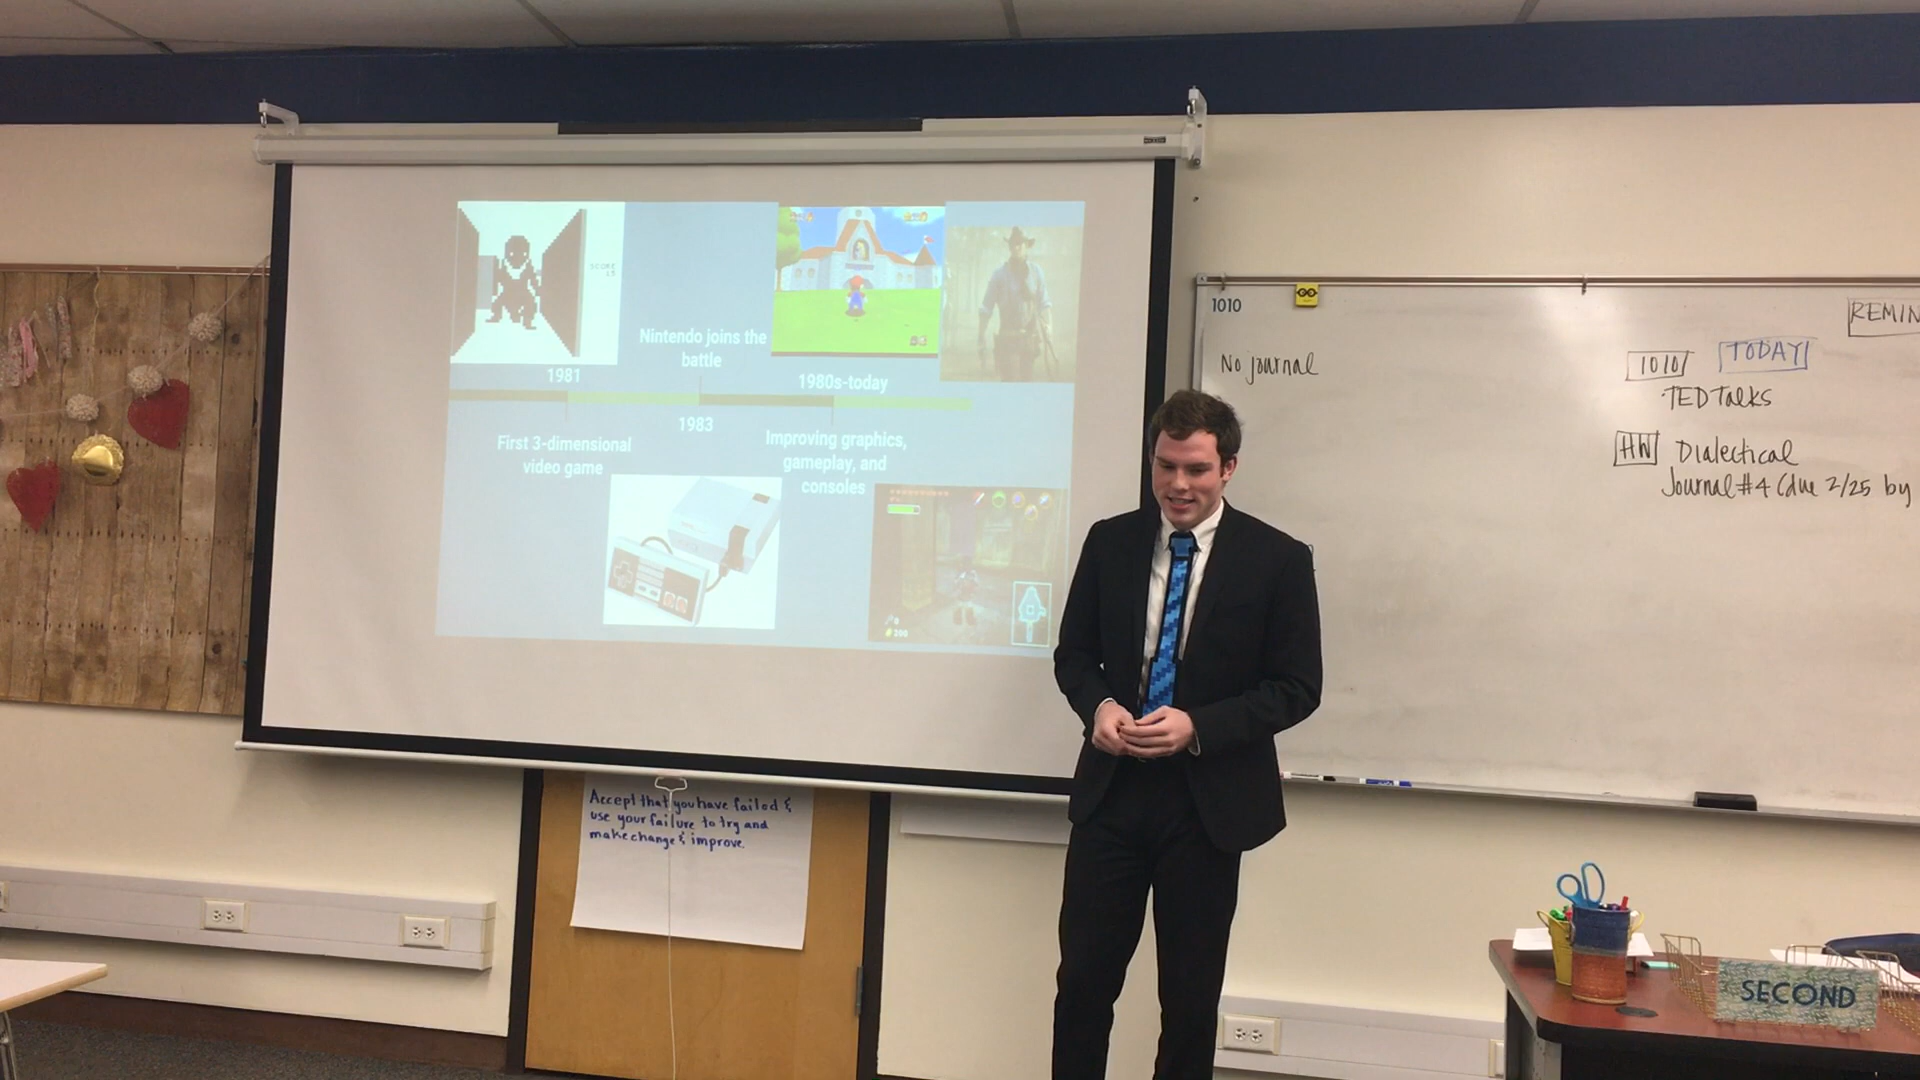 SCORE
Nintendo joins the
battle
1981
1980s-today
1983
First 3-dimensional
video game
Improving graphics,
gameplay, and
consoles
0
200
1010
No journal
REMIN
1010
TODAY
TED Talks
HW
Dialectical
Journal #4 (due 2/25 by
Accept that you have failed &
use your failure to try and
make change & improve.
SECOND